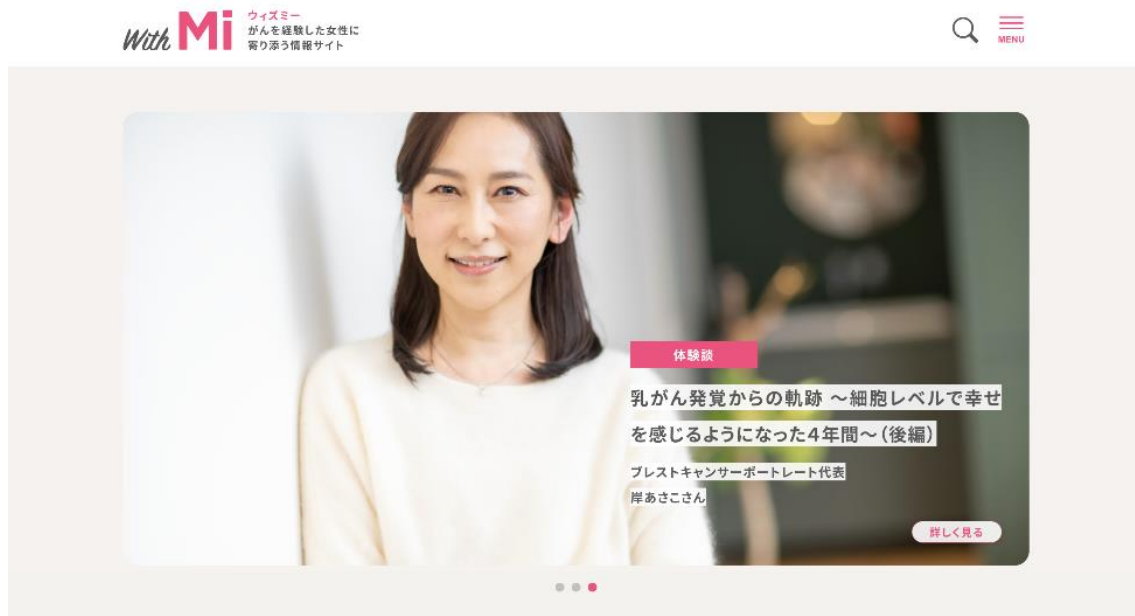 With Mi
ウィズミー
がんを経験した女性に
寄り添う情報サイト
MENU
体験談
乳がん発覚からの軌跡 ～細胞レベルで幸せ
を感じるようになった4年間～（後編）
ブレストキャンサーポートレート代表
岸あさこさん
詳しく見る